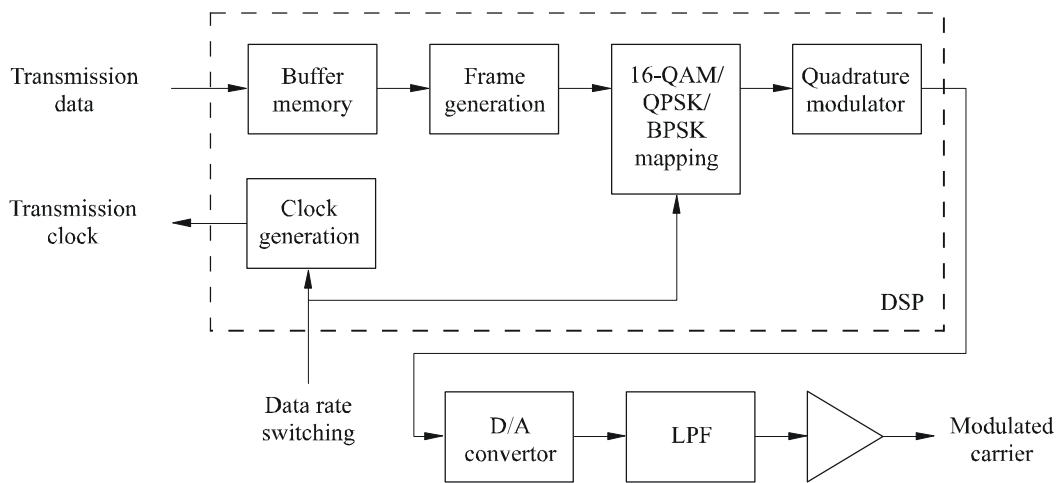 Transmission
data
Buffer
memory
Frame
generation
16-QAM/
QPSK/
BPSK
mapping
Quadrature
modulator
Transmission
clock
Clock
generation
DSP
Data rate
switching
D/A
convertor
LPF
Modulated
carrier